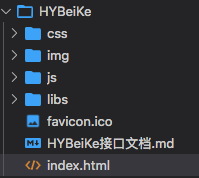 HYBeiKe
css
img
js
libs
favicon.ico
HYBeiKe接口文档.md
index.html